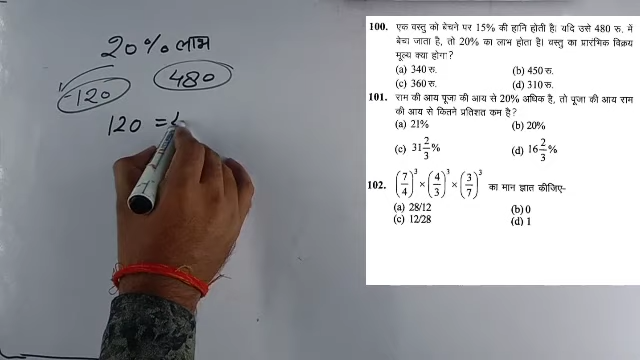 20% लाभ
120
480
120 =
100. एक वस्तु को बेचने पर 15% की हानि होती है। यदि उसे 480 रु. में
बेचा जाता है, तो 20% का लाभ होता है। वस्तु का प्रारंभिक विक्रय
मूल्य क्या होगा?
(a) 340 रु. (b) 450 रु.
(c) 360 रु. (d) 310 रु.
101. राम की आय पूजा की आय से 20% अधिक है, तो पूजा की आय राम
की आय से कितने प्रतिशत कम है?
(a) 21% (b) 20%
(c) 31 2/3 % (d) 16 2/3 %
102. (7/4)³ × (4/3)³ × (3/7)³ का मान ज्ञात कीजिए-
(a) 28/12 (b) 0
(c) 12/28 (d) 1